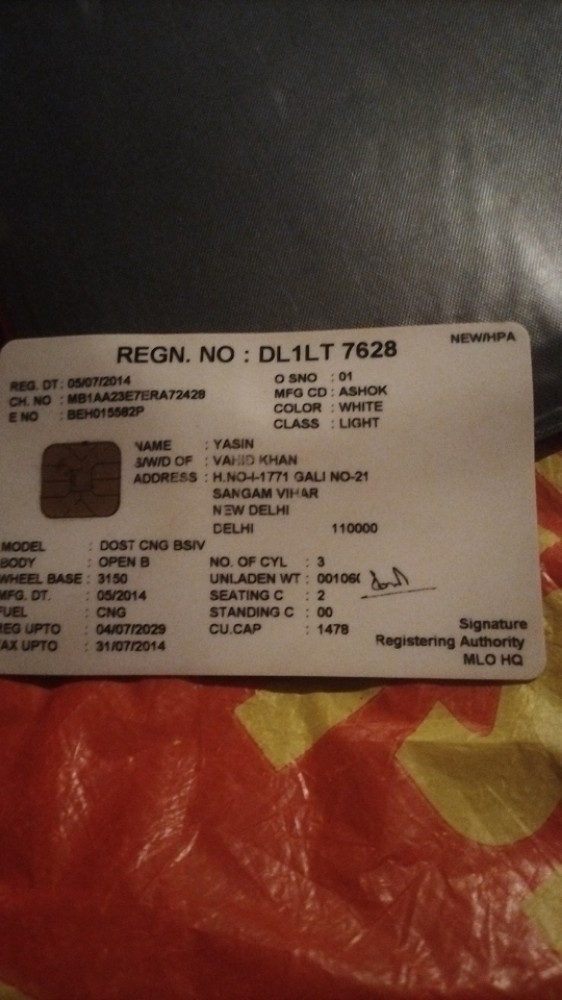 NEW/HPA
REGN. NO : DL1LT 7628
REG. DT : 05/07/2014 O SNO : 01
CH. NO : MB1AA23E7ERA72428 MFG CD : ASHOK
E NO : BEH015582P COLOR : WHITE
CLASS : LIGHT
NAME : YASIN
S/W/D OF : VAHID KHAN
ADDRESS : H.NO-I-1771 GALI NO-21
SANGAM VIHAR
NEW DELHI
DELHI 110000
MODEL : DOST CNG BSIV
BODY : OPEN B NO. OF CYL : 3
WHEEL BASE : 3150 UNLADEN WT : 00106
MFG. DT. : 05/2014 SEATING C : 2
FUEL : CNG STANDING C : 00
REG UPTO : 04/07/2029 CU.CAP : 1478
TAX UPTO : 31/07/2014
Signature
Registering Authority
MLO HQ